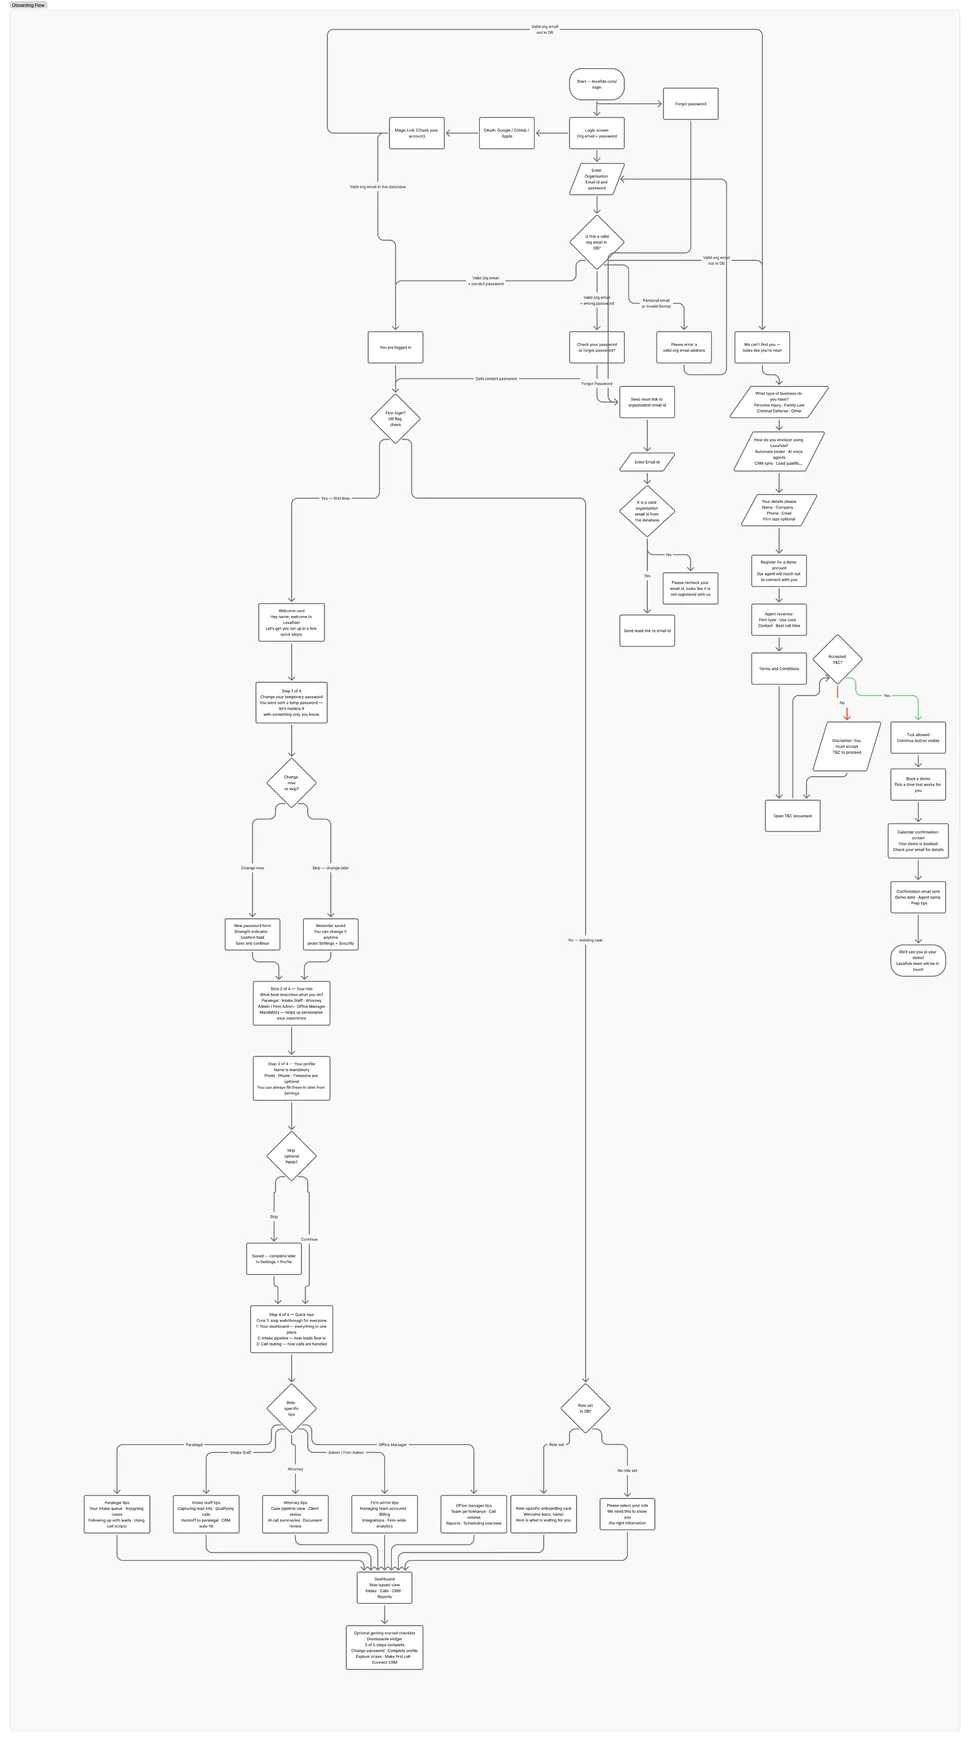 Oboarding Flow
Valid org email
not in DB
Start — lexafide.com/
login
Forgot password
Magic Link (Check your
account)
OAuth: Google / GitHub /
Apple
Login screen
Org email + password
Enter
Organisation
Email id and
password
Valid org email in the database
Is this a valid
org email in
DB?
Valid org email
not in DB
Valid org email
+ correct password
Valid org email
+ wrong password
Personal email
or invalid format
You are logged in
Check your password
or forgot password?
Please enter a
valid org email address
We can't find you —
looks like you're new!
Gets correct password
Forgot Password
First login?
DB flag
check
Send reset link to
organisation email id
What type of business do
you have?
Personal Injury · Family Law
Criminal Defense · Other
How do you envision using
Lexafide?
Automate intake · AI voice
agents
CRM sync · Lead qualific...
Enter Email id
It is a valid
organisation
email id from
the database
Yes — first time
Your details please
Name · Company ·
Phone · Email
Firm size optional
No
Yes
Please recheck your
email id, looks like it is
not registered with us
Register for a demo
account
Our agent will reach out
to connect with you
Send reset link to email id
Agent receives:
Firm type · Use case
Contact · Best call time
Welcome card
Hey name, welcome to
Lexafide!
Let's get you set up in a few
quick steps.
Terms and Conditions
Accepted
T&C?
Step 1 of 4
Change your temporary password
You were sent a temp password —
let's replace it
with something only you know.
No
Yes
Disclaimer: You
must accept
T&C to proceed
Tick allowed
Continue button visible
Change
now
or skip?
Book a demo
Pick a time that works for
you
Open T&C document
Calendar confirmation
screen
Your demo is booked!
Check your email for details
Change now
Skip — change later
Confirmation email sent
Demo date · Agent name
· Prep tips
New password form
Strength indicator ·
Confirm field
Save and continue
Reminder saved
You can change it
anytime
under Settings > Security
No — existing user
We'll see you at your
demo!
Lexafide team will be in
touch
Step 2 of 4 — Your role
What best describes what you do?
Paralegal · Intake Staff · Attorney
Admin / Firm Admin · Office Manager
Mandatory — helps us personalise
your experience
Step 3 of 4 — Your profile
Name is mandatory
Photo · Phone · Timezone are
optional
You can always fill these in later from
Settings
Skip
optional
fields?
Skip
Continue
Saved — complete later
in Settings > Profile
Step 4 of 4 — Quick tour
Core 3-step walkthrough for everyone
1: Your dashboard — everything in one
place
2: Intake pipeline — how leads flow in
3: Call routing — how calls are handled
Role-
specific
tips
Role set
in DB?
Paralegal
Intake Staff
Attorney
Admin / Firm Admin
Office Manager
Role set
No role set
Paralegal tips
Your intake queue · Assigning
cases
Following up with leads · Using
call scripts
Intake staff tips
Capturing lead info · Qualifying
calls
Handoff to paralegal · CRM
auto-fill
Attorney tips
Case pipeline view · Client
status
AI call summaries · Document
review
Firm admin tips
Managing team accounts ·
Billing
Integrations · Firm-wide
analytics
Office manager tips
Team performance · Call
volume
Reports · Scheduling overview
Role-specific onboarding card
Welcome back, name!
Here is what is waiting for you
Please select your role
We need this to show
you
the right information
Dashboard
Role-based view
Intake · Calls · CRM ·
Reports
Optional getting started checklist
Dismissable widget
3 of 5 steps complete
Change password · Complete profile
Explore intake · Make first call ·
Connect CRM